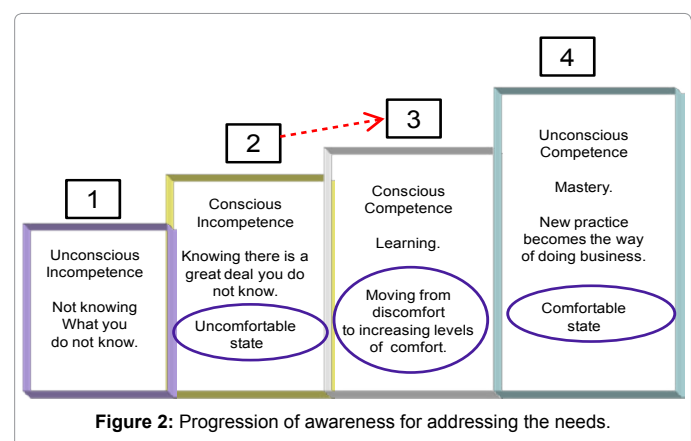 1
Unconscious
Incompetence
Not knowing
What you
do not know.
2
Conscious
Incompetence
Knowing there is a
great deal you do
not know.
Uncomfortable
state
3
Conscious
Competence
Learning.
Moving from
discomfort
to increasing levels
of comfort.
4
Unconscious
Competence
Mastery.
New practice
becomes the way
of doing business.
Comfortable
state
Figure 2: Progression of awareness for addressing the needs.